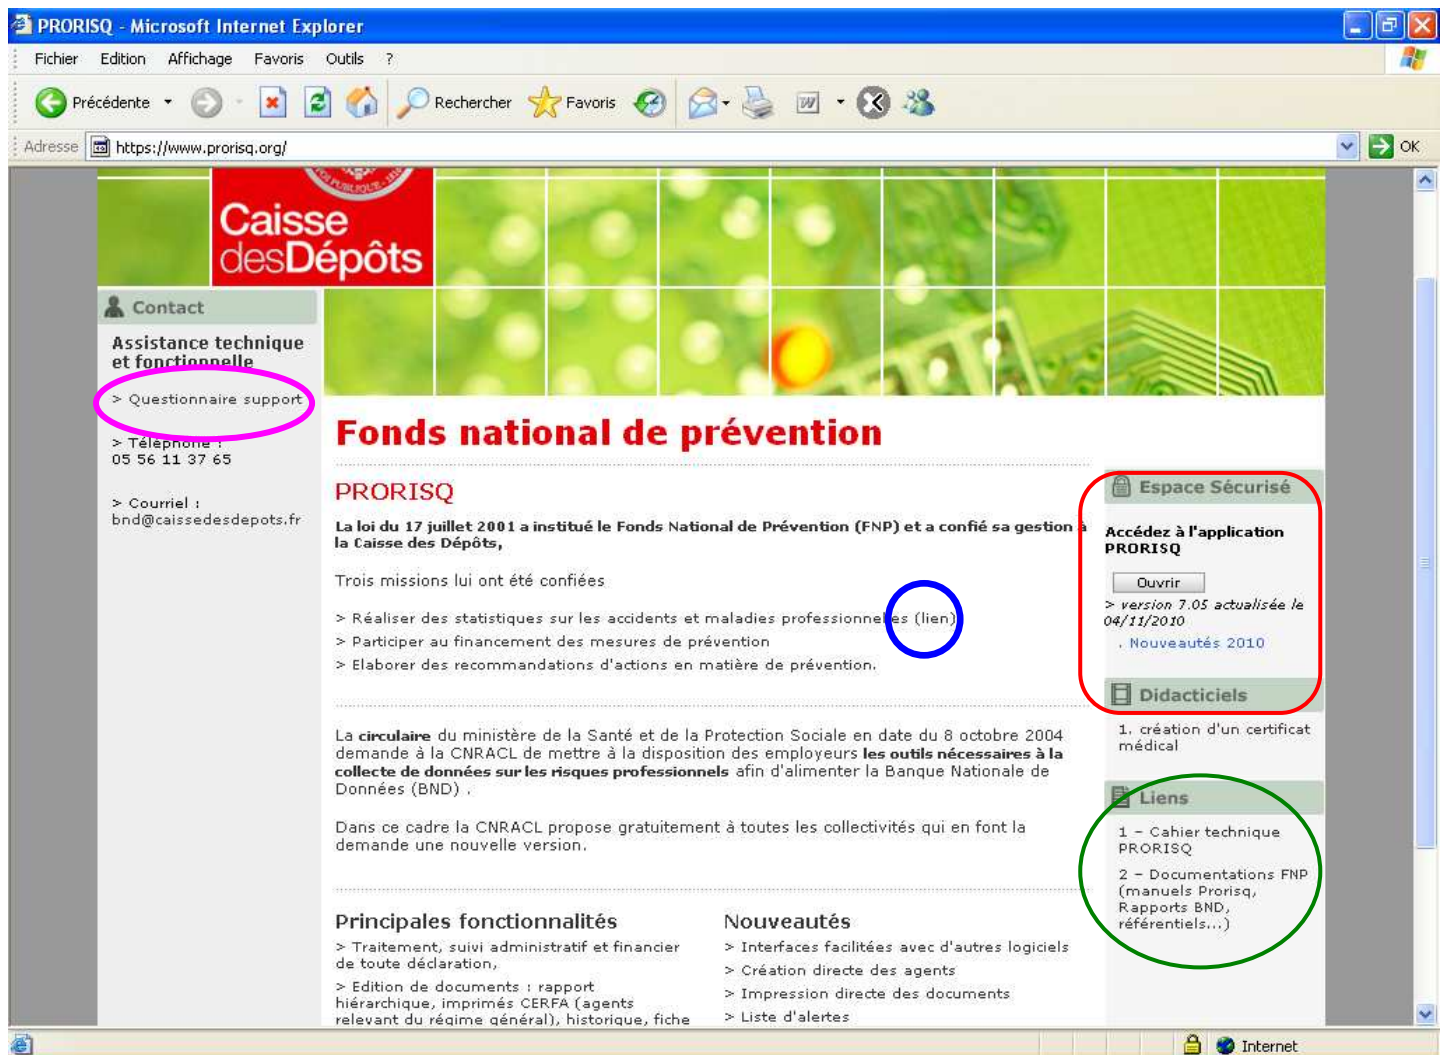 PRORISQ - Microsoft Internet Explorer
Fichier Edition Affichage Favoris Outils ?
Précédente Rechercher Favoris
Adresse https://www.prorisq.org/ OK
Caisse
desDépôts
Contact
Assistance technique
et fonctionnelle
> Questionnaire support
> Téléphone :
05 56 11 37 65
> Courriel :
bnd@caissedesdepots.fr
Fonds national de prévention
PRORISQ
La loi du 17 juillet 2001 a institué le Fonds National de Prévention (FNP) et a confié sa gestion à
la Caisse des Dépôts,
Trois missions lui ont été confiées
> Réaliser des statistiques sur les accidents et maladies professionnelles (lien)
> Participer au financement des mesures de prévention
> Elaborer des recommandations d'actions en matière de prévention.
La circulaire du ministère de la Santé et de la Protection Sociale en date du 8 octobre 2004
demande à la CNRACL de mettre à la disposition des employeurs les outils nécessaires à la
collecte de données sur les risques professionnels afin d'alimenter la Banque Nationale de
Données (BND) .
Dans ce cadre la CNRACL propose gratuitement à toutes les collectivités qui en font la
demande une nouvelle version.
Principales fonctionnalités
> Traitement, suivi administratif et financier
de toute déclaration,
> Edition de documents : rapport
hiérarchique, imprimés CERFA (agents
relevant du régime général), historique, fiche
Nouveautés
> Interfaces facilitées avec d'autres logiciels
> Création directe des agents
> Impression directe des documents
> Liste d'alertes
Espace Sécurisé
Accédez à l'application
PRORISQ
Ouvrir
> version 7.05 actualisée le
04/11/2010
. Nouveautés 2010
Didacticiels
1. création d'un certificat
médical
Liens
1 - Cahier technique
PRORISQ
2 - Documentations FNP
(manuels Prorisq,
Rapports BND,
référentiels...)
Internet